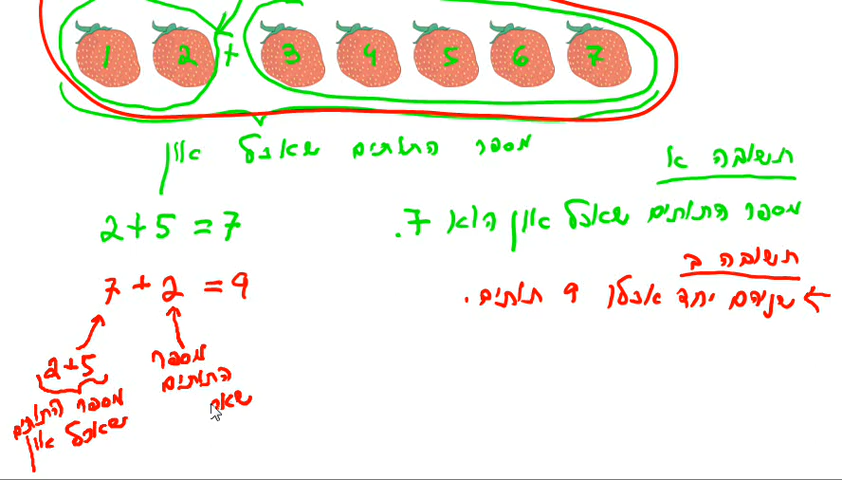 1 2 + 3 4 5 6 7
מספר התותים שאכל און
תשובה א
2+5=7
מספר התותים שאכל און הוא 7.
תשובה ב
7+2=9
← שניהם יחד אכלו 9 תותים.
2+5
מספר התותים שאכל און
מספר
התותים
שא